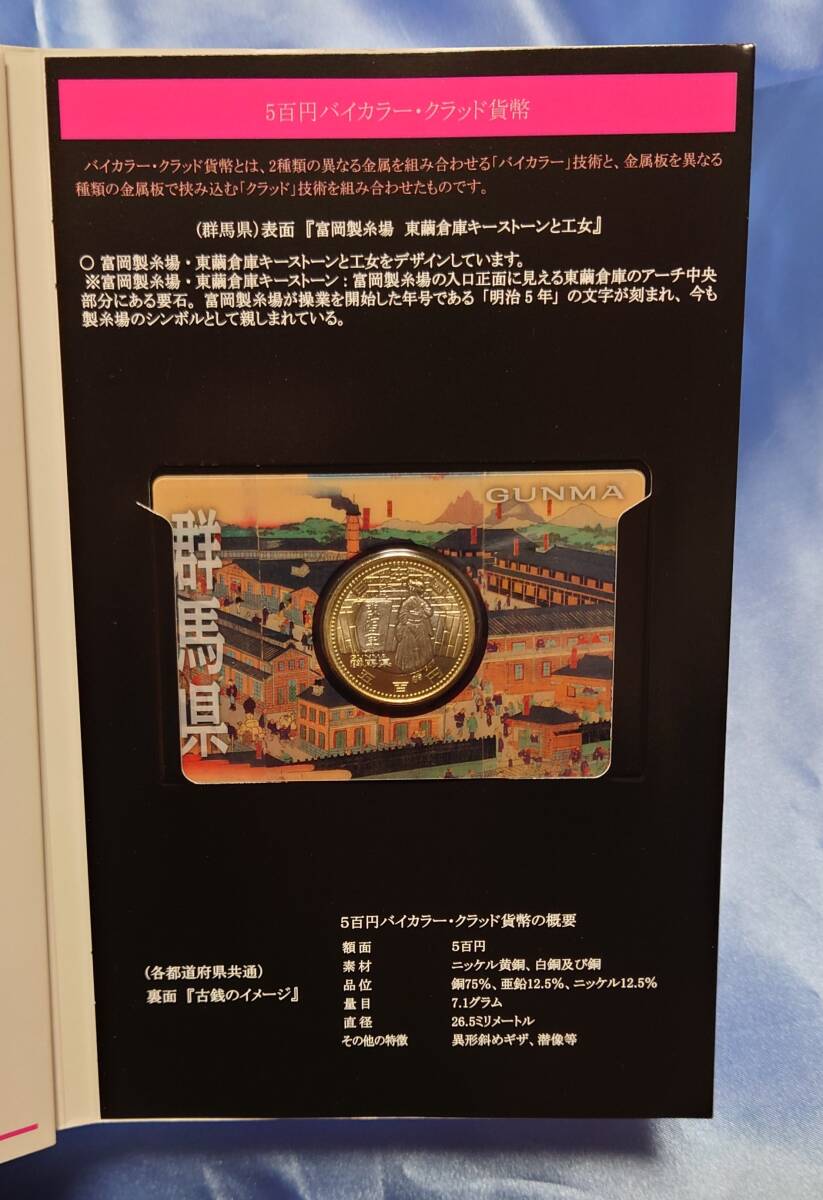 5百円バイカラー・クラッド貨幣
バイカラー・クラッド貨幣とは、2種類の異なる金属を組み合わせる「バイカラー」技術と、金属板を異なる
種類の金属板で挟み込む「クラッド」技術を組み合わせたものです。
(群馬県)表面 『富岡製糸場 東繭倉庫キーストーンと工女』
○ 富岡製糸場・東繭倉庫キーストーンと工女をデザインしています。
※富岡製糸場・東繭倉庫キーストーン：富岡製糸場の入口正面に見える東繭倉庫のアーチ中央
部分にある要石。富岡製糸場が操業を開始した年号である「明治５年」の文字が刻まれ、今も
製糸場のシンボルとして親しまれている。
GUNMA
群馬県
GUNMA
群馬県
五百円
5百円バイカラー・クラッド貨幣の概要
額面 5百円
素材 ニッケル黄銅、白銅及び銅
品位 銅75%、亜鉛12.5%、ニッケル12.5%
量目 7.1グラム
直径 26.5ミリメートル
その他の特徴 異形斜めギザ、潜像等
(各都道府県共通)
裏面 『古銭のイメージ』